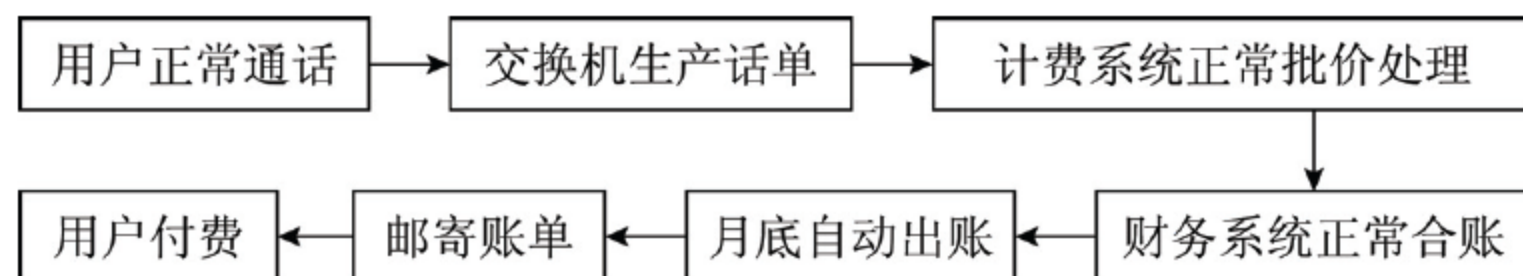 用户正常通话
交换机生产话单
计费系统正常批价处理
财务系统正常合账
月底自动出账
邮寄账单
用户付费